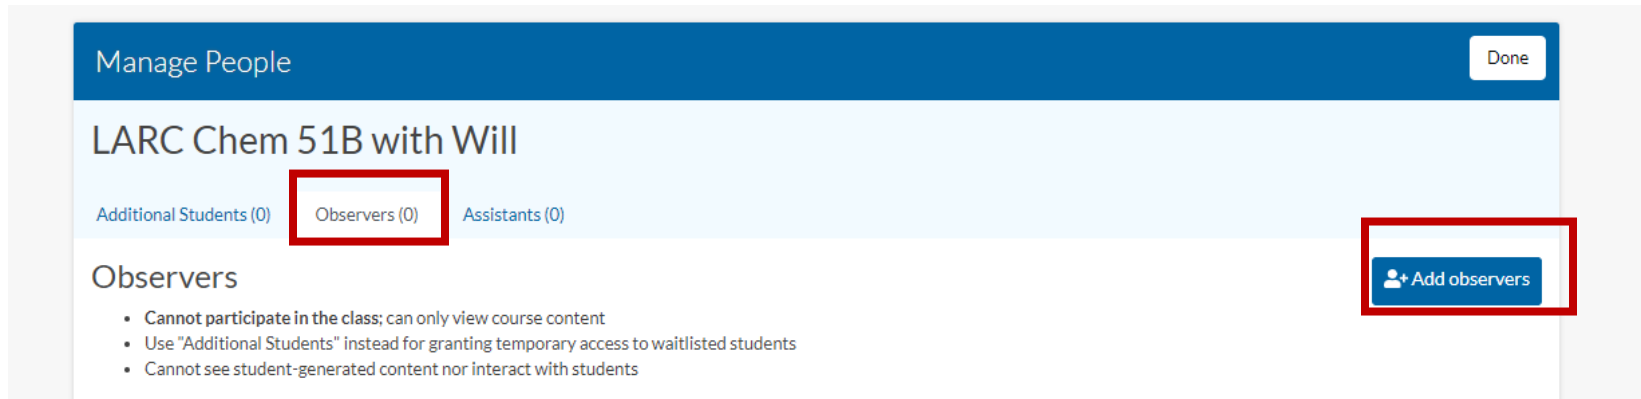 Manage People
Done
LARC Chem 51B with Will
Additional Students (0)
Observers (0)
Assistants (0)
Observers
Add observers
• Cannot participate in the class; can only view course content
• Use "Additional Students" instead for granting temporary access to waitlisted students
• Cannot see student-generated content nor interact with students